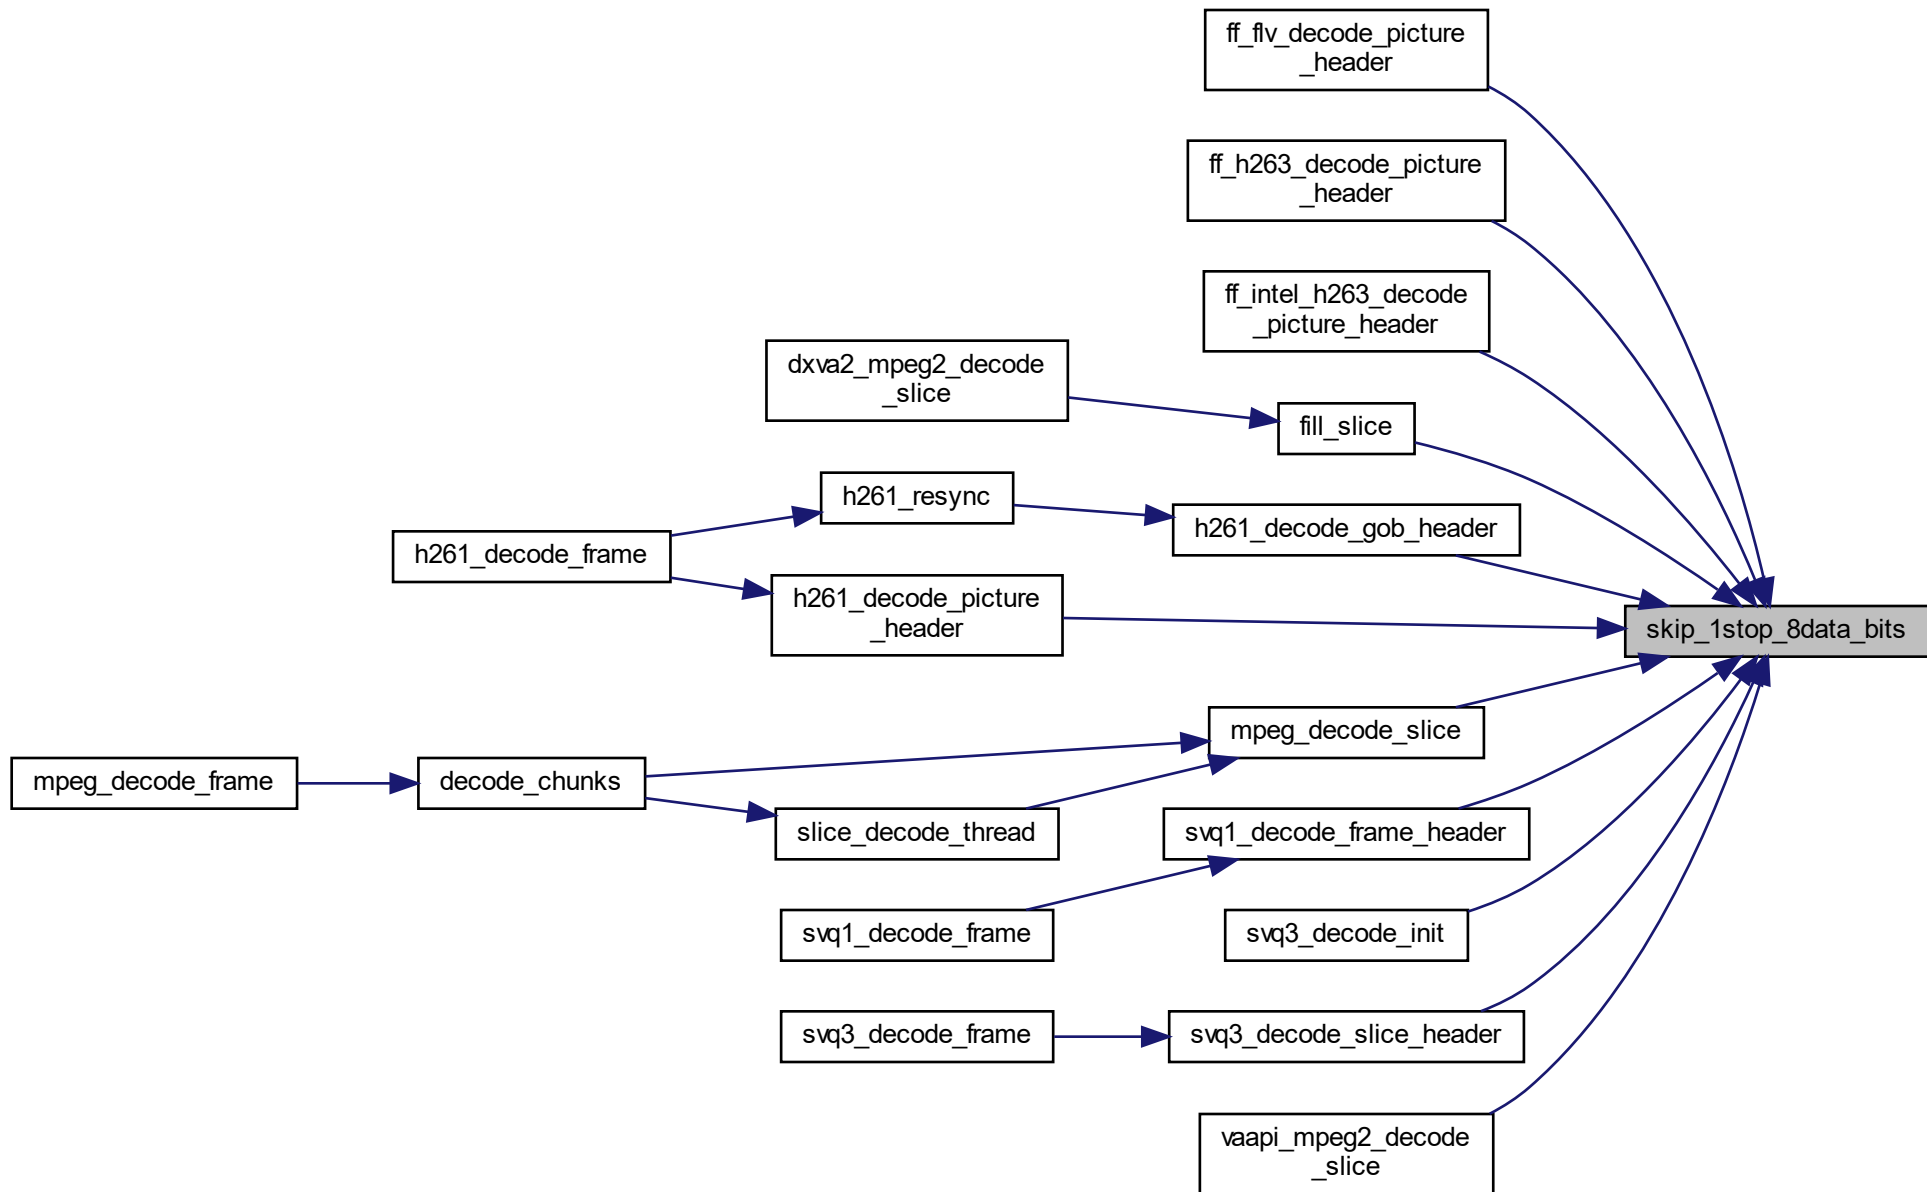 ff_flv_decode_picture
_header
ff_h263_decode_picture
_header
ff_intel_h263_decode
_picture_header
dxva2_mpeg2_decode
_slice
fill_slice
h261_resync
h261_decode_gob_header
h261_decode_frame
h261_decode_picture
_header
skip_1stop_8data_bits
mpeg_decode_slice
mpeg_decode_frame
decode_chunks
slice_decode_thread
svq1_decode_frame_header
svq1_decode_frame
svq3_decode_init
svq3_decode_frame
svq3_decode_slice_header
vaapi_mpeg2_decode
_slice